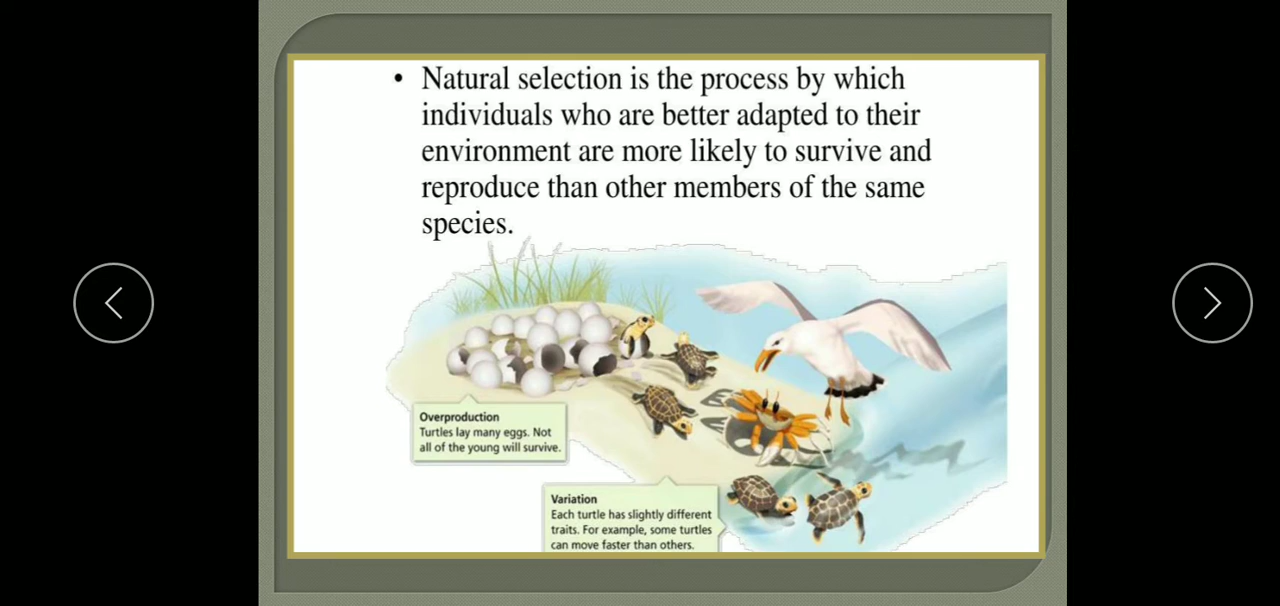 • Natural selection is the process by which
individuals who are better adapted to their
environment are more likely to survive and
reproduce than other members of the same
species.
Overproduction
Turtles lay many eggs. Not
all of the young will survive.
Variation
Each turtle has slightly different
traits. For example, some turtles
can move faster than others.